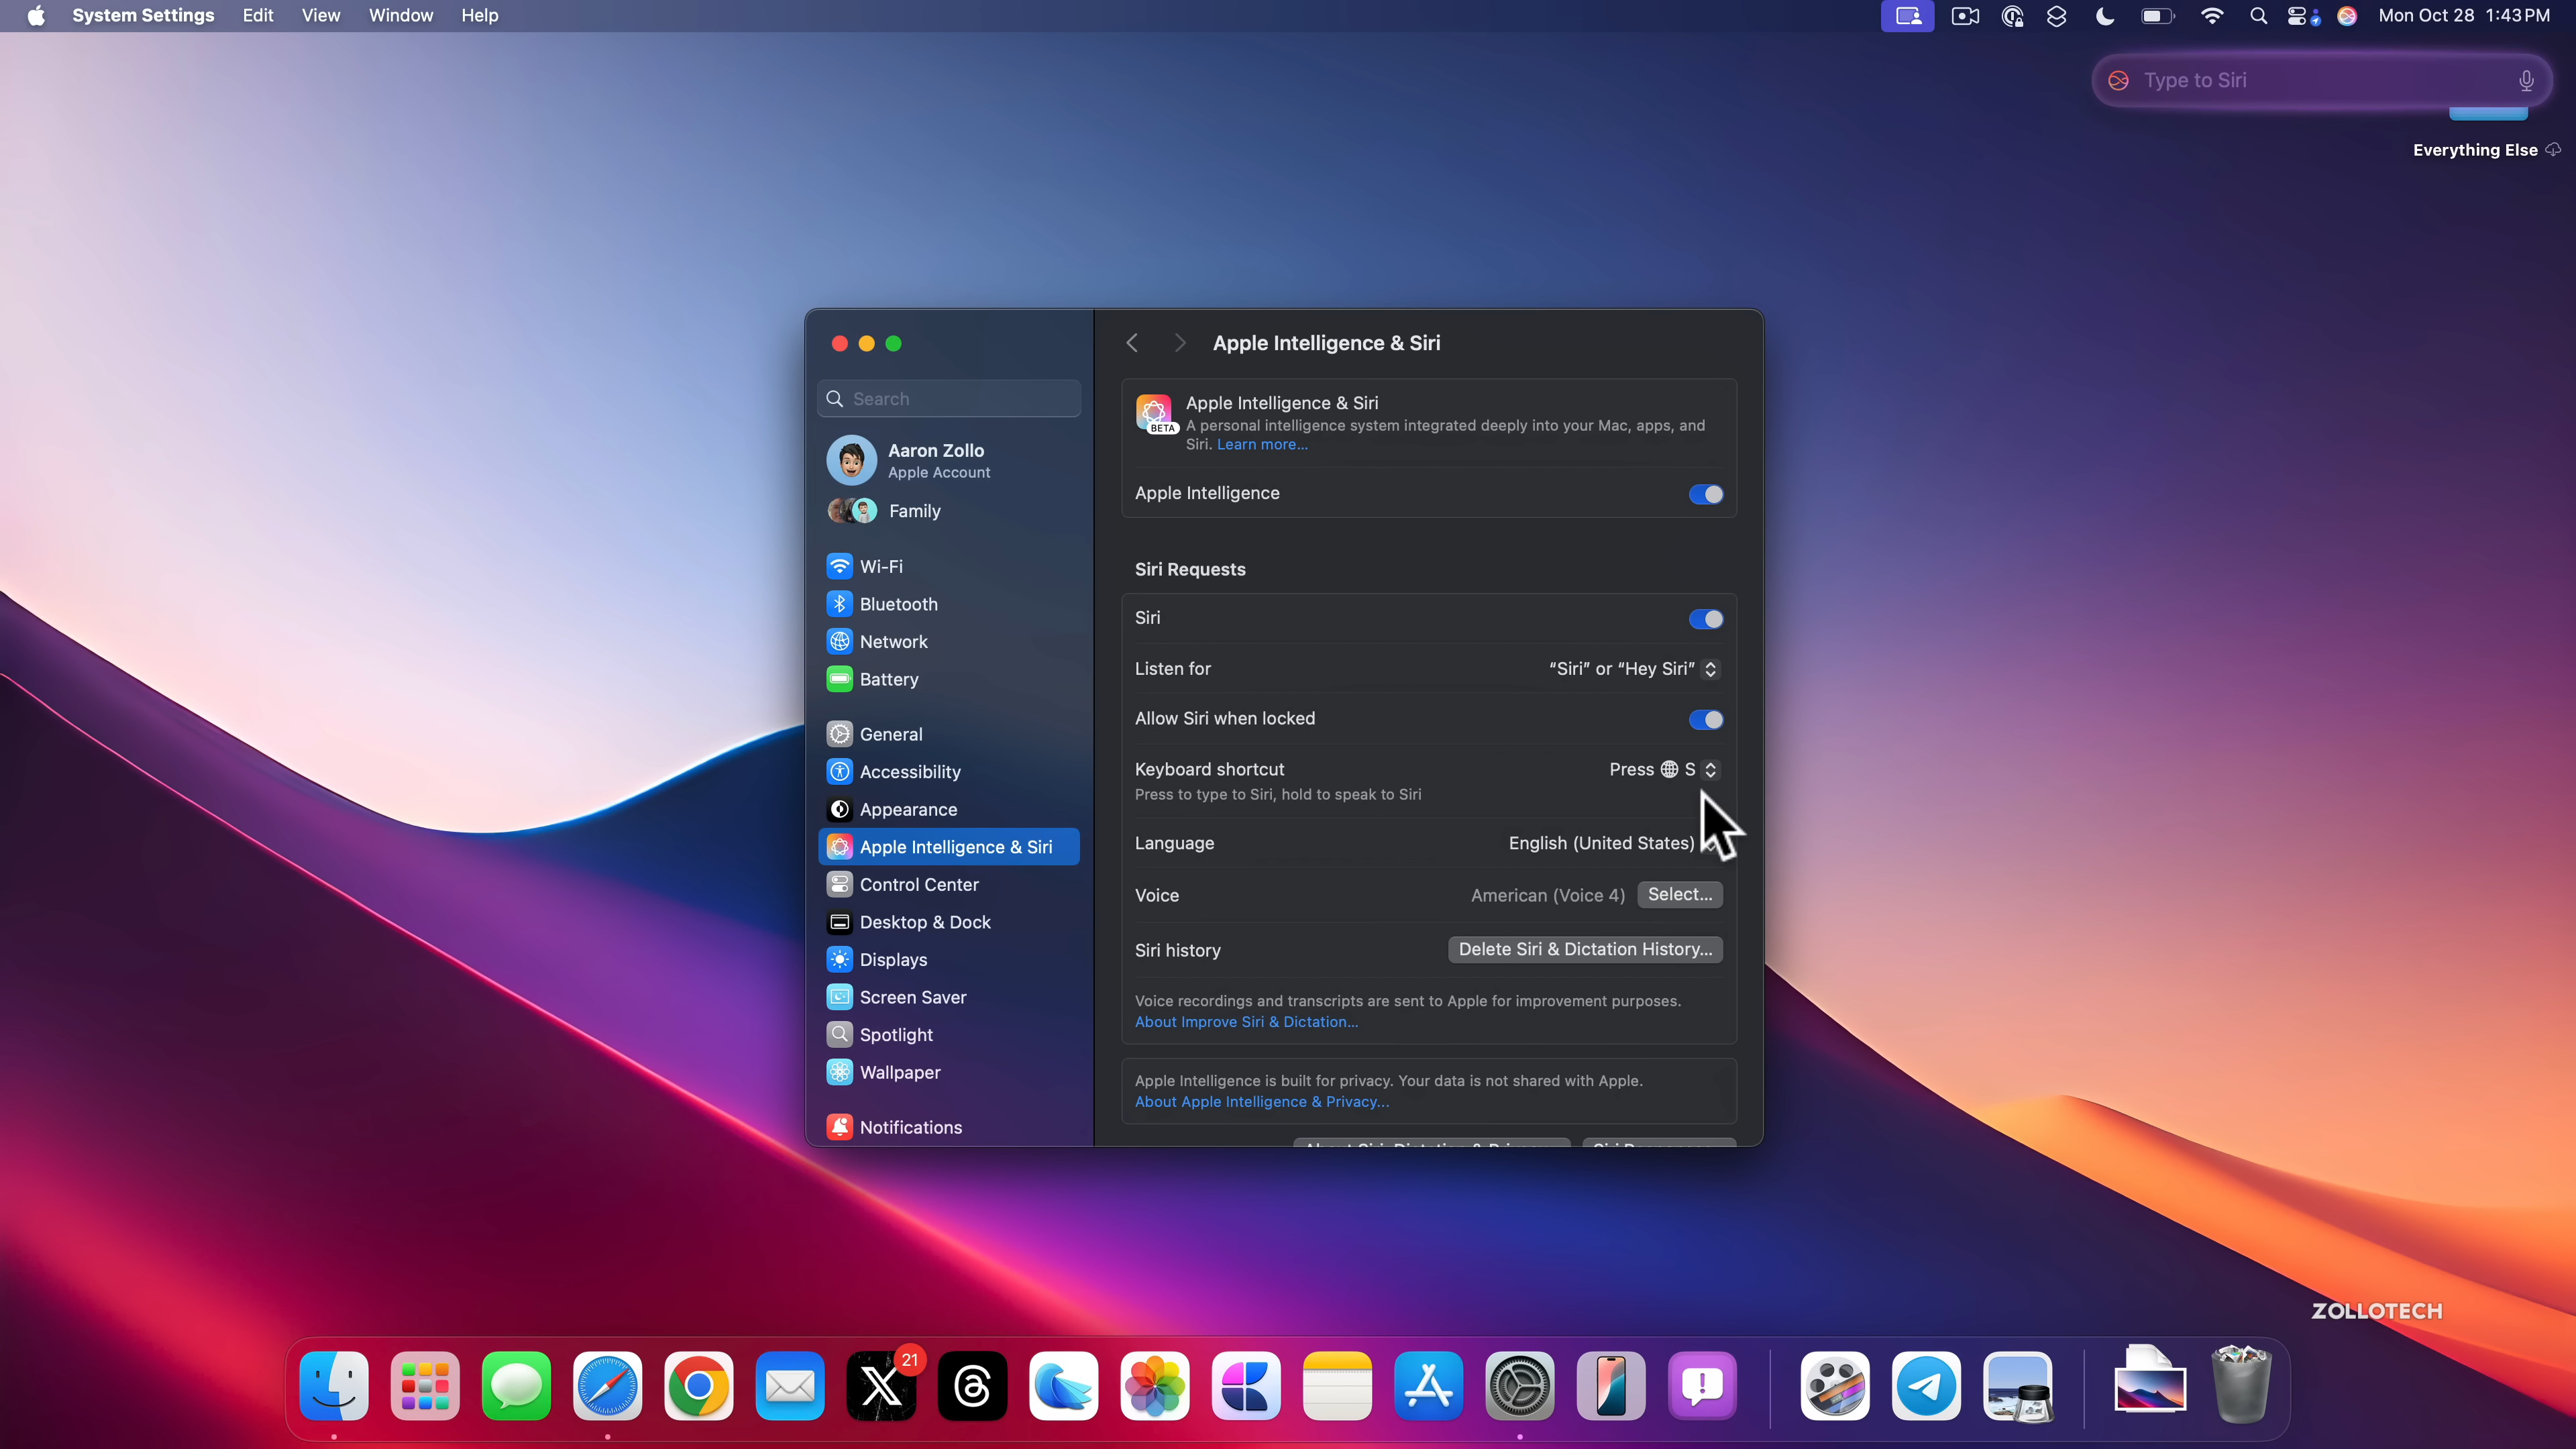 System Settings Edit View Window Help
Mon Oct 28 1:43 PM
Type to Siri
Everything Else
Apple Intelligence & Siri
Search
Aaron Zollo
Apple Account
Family
Wi-Fi
Bluetooth
Network
Battery
General
Accessibility
Appearance
Apple Intelligence & Siri
Control Center
Desktop & Dock
Displays
Screen Saver
Spotlight
Wallpaper
Notifications
Apple Intelligence & Siri
BETA
A personal intelligence system integrated deeply into your Mac, apps, and
Siri. Learn more...
Apple Intelligence
Siri Requests
Siri
Listen for “Siri” or “Hey Siri”
Allow Siri when locked
Keyboard shortcut Press S
Press to type to Siri, hold to speak to Siri
Language English (United States)
Voice American (Voice 4) Select...
Siri history Delete Siri & Dictation History...
Voice recordings and transcripts are sent to Apple for improvement purposes.
About Improve Siri & Dictation...
Apple Intelligence is built for privacy. Your data is not shared with Apple.
About Apple Intelligence & Privacy...
ZOLLOTECH
21